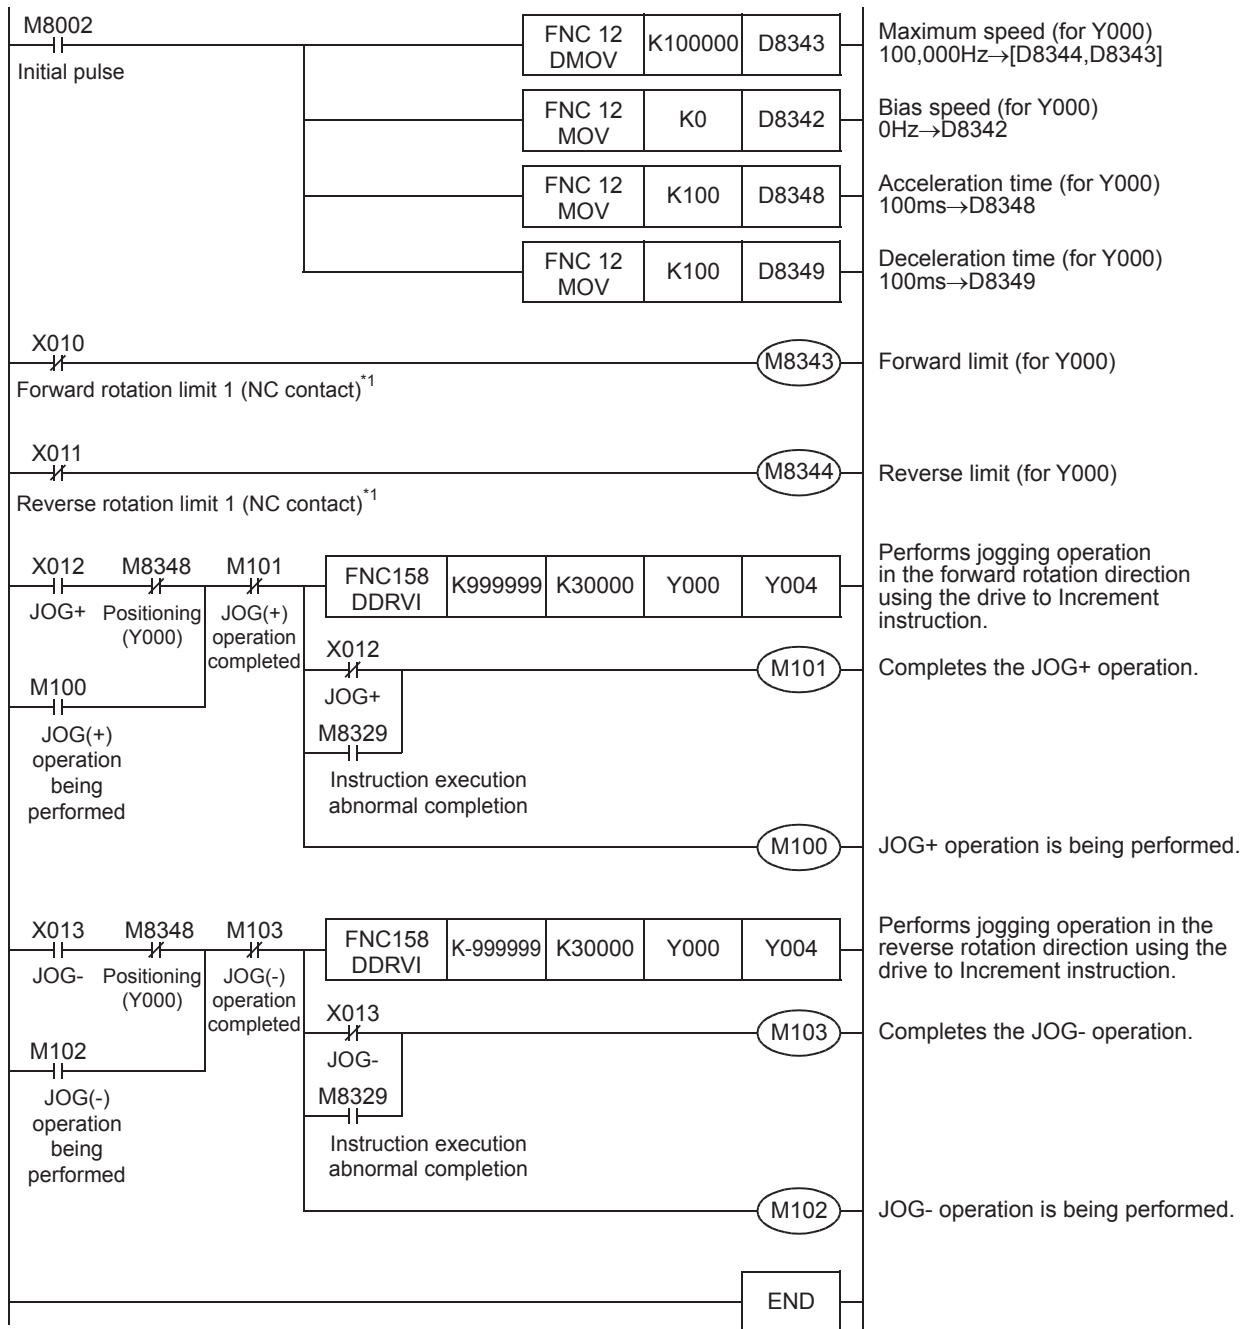 M8002
Initial pulse
FNC 12
DMOV
K100000
D8343
Maximum speed (for Y000)
100,000Hz→[D8344,D8343]
FNC 12
MOV
K0
D8342
Bias speed (for Y000)
0Hz→D8342
FNC 12
MOV
K100
D8348
Acceleration time (for Y000)
100ms→D8348
FNC 12
MOV
K100
D8349
Deceleration time (for Y000)
100ms→D8349
X010
Forward rotation limit 1 (NC contact)*1
M8343
Forward limit (for Y000)
X011
Reverse rotation limit 1 (NC contact)*1
M8344
Reverse limit (for Y000)
X012
JOG+
M8348
Positioning
(Y000)
M101
JOG(+)
operation
completed
FNC158
DDRVI
K999999
K30000
Y000
Y004
Performs jogging operation
in the forward rotation direction
using the drive to Increment
instruction.
M100
JOG(+)
operation
being
performed
X012
JOG+
M8329
Instruction execution
abnormal completion
M101
Completes the JOG+ operation.
M100
JOG+ operation is being performed.
X013
JOG-
M8348
Positioning
(Y000)
M103
JOG(-)
operation
completed
FNC158
DDRVI
K-999999
K30000
Y000
Y004
Performs jogging operation in the
reverse rotation direction using the
drive to Increment instruction.
M102
JOG(-)
operation
being
performed
X013
JOG-
M8329
Instruction execution
abnormal completion
M103
Completes the JOG- operation.
M102
JOG- operation is being performed.
END